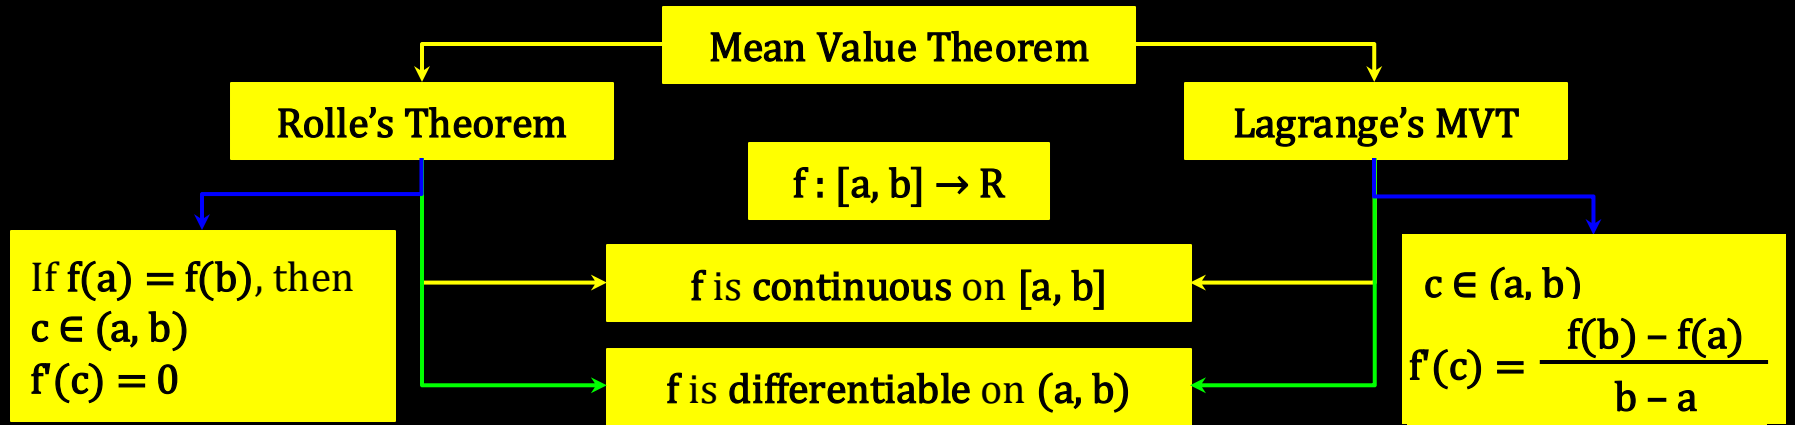 Mean Value Theorem
Rolle’s Theorem
Lagrange’s MVT
f : [a, b] → R
If f(a) = f(b), then
c ∈ (a, b)
f'(c) = 0
f is continuous on [a, b]
f is differentiable on (a, b)
c ∈ (a, b)
f'(c) =
f(b) – f(a)
b – a